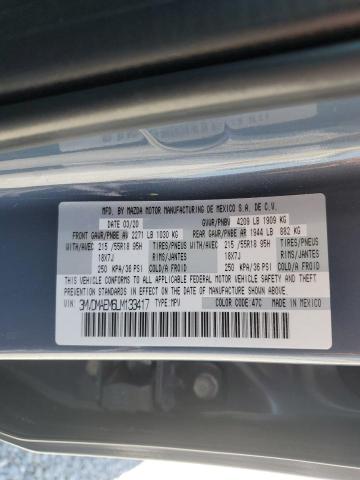 MFD. BY MAZDA MOTOR MANUFACTURING DE MEXICO S.A. DE C.V.
DATE 03/20 GVWR/PNBV 4209 LB 1909 KG
FRONT GAWR/PNBE AV 2271 LB 1030 KG REAR GAWR/PNBE AR 1944 LB 882 KG
WITH/AVEC 215 /55R18 95H TIRES/PNEUS WITH/AVEC 215 /55R18 95H TIRES/PNEUS
18X7J RIMS/JANTES 18X7J RIMS/JANTES
250 KPA/36 PSI COLD/A FROID 250 KPA/36 PSI COLD/A FROID
THIS VEHICLE CONFORMS TO ALL APPLICABLE FEDERAL MOTOR VEHICLE SAFETY, BUMPER, AND THEFT
PREVENTION STANDARDS IN EFFECT ON THE DATE OF MANUFACTURE SHOWN ABOVE.
VIN: 3MVDMAEM6LM133417 TYPE:MPV COLOR CODE 47C MADE IN MEXICO